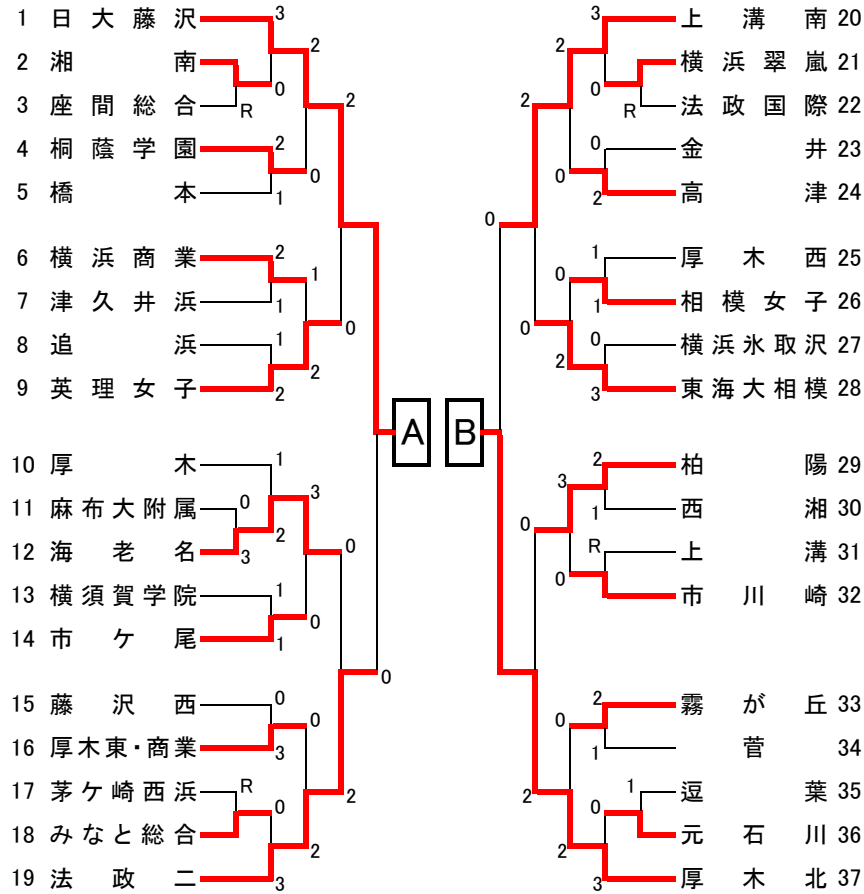 1 日大藤沢
2 湘南
3 座間総合
4 桐蔭学園
5 橋本
6 横浜商業
7 津久井浜
8 追浜
9 英理女子
10 厚木
11 麻布大附属
12 海老名
13 横須賀学院
14 市ケ尾
15 藤沢西
16 厚木東・商業
17 茅ケ崎西浜
18 みなと総合
19 法政二
3
0
R
2
1
2
0
2
1
1
2
1
2
2
0
1
0
3
2
3
1
1
0
0
0
3
R
0
3
0
2
2
0
A
B
上溝南 20
横浜翠嵐 21
法政国際 22
金井 23
高津 24
厚木西 25
相模女子 26
横浜氷取沢 27
東海大相模 28
柏陽 29
西湘 30
上溝 31
市川崎 32
霧が丘 33
菅 34
逗葉 35
元石川 36
厚木北 37
3
0
R
0
2
2
0
1
1
0
3
0
2
0
2
1
R
3
0
0
2
1
0
1
0
3
2
2